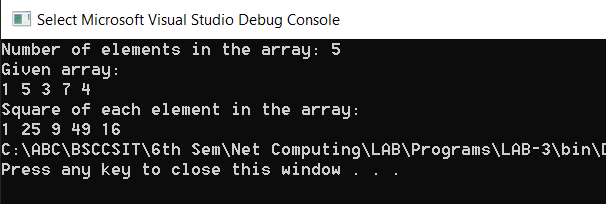 Select Microsoft Visual Studio Debug Console
Number of elements in the array: 5
Given array:
1 5 3 7 4
Square of each element in the array:
1 25 9 49 16
C:\ABC\BSCCSIT\6th Sem\Net Computing\LAB\Programs\LAB-3\bin\D
Press any key to close this window . . .